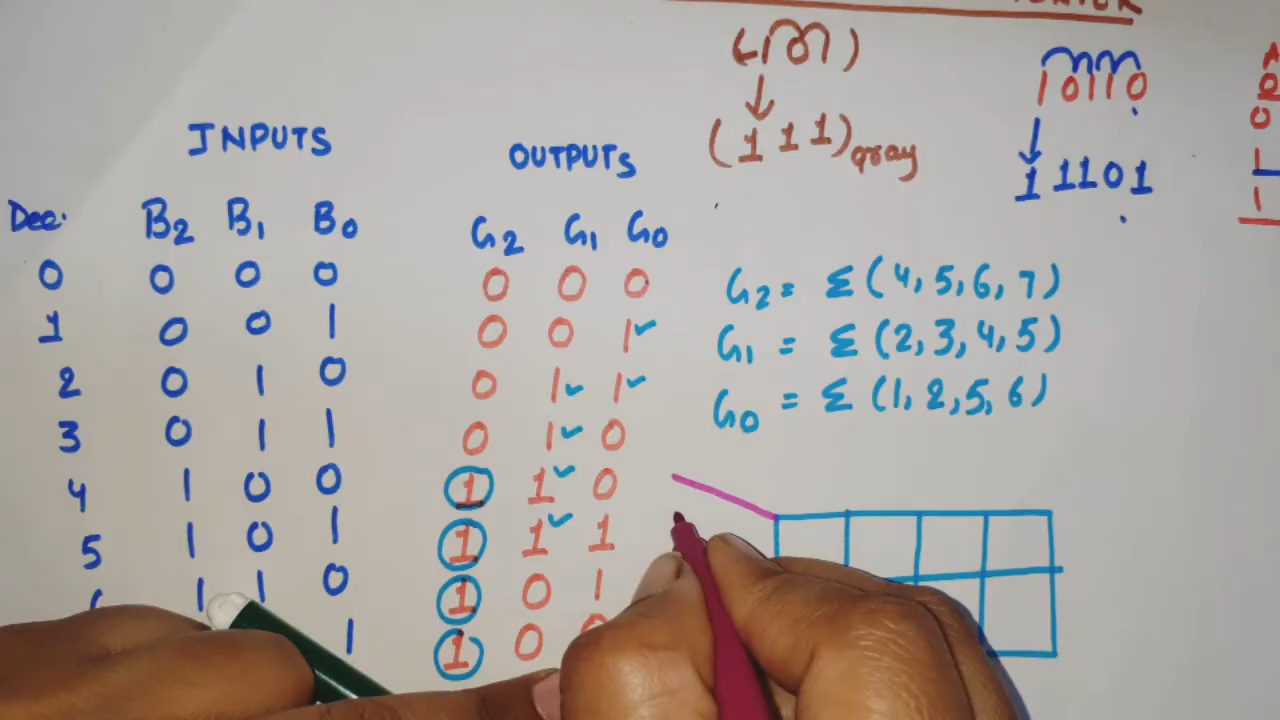 10110
(111)gray
11101
INPUTS
OUTPUTS
Dec. B2 B1 B0 G2 G1 G0
0 0 0 0 0 0 0
1 0 0 1 0 0 1✓
2 0 1 0 0 1✓ 1✓
3 0 1 1 0 1✓ 0
4 1 0 0 1 1✓ 0
5 1 0 1 1 1✓ 1
1 1 0 1 0 1
1 1 0
G2 = Σ(4,5,6,7)
G1 = Σ(2,3,4,5)
G0 = Σ(1,2,5,6)